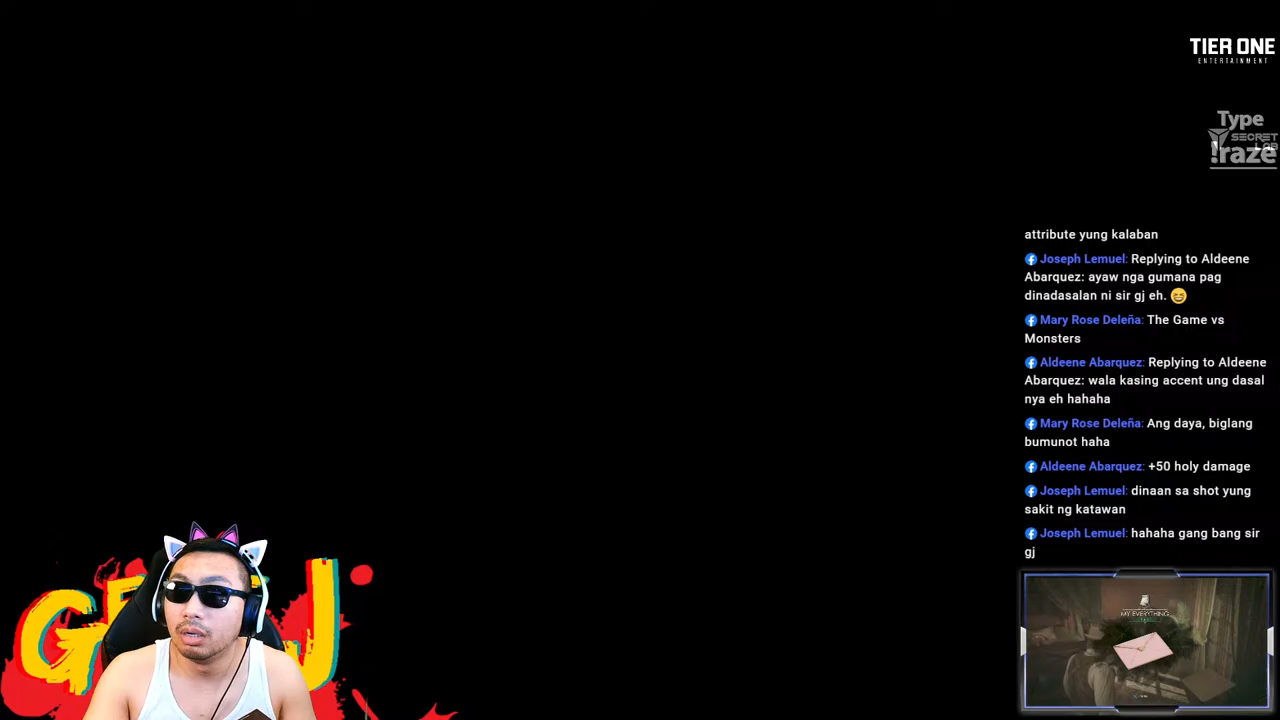 TIER ONE
ENTERTAINMENT
Type
SECRET
LAB
!raze
attribute yung kalaban
Joseph Lemuel: Replying to Aldeene
Abarquez: ayaw nga gumana pag
dinadasalan ni sir gj eh. 😄
Mary Rose Deleña: The Game vs
Monsters
Aldeene Abarquez: Replying to Aldeene
Abarquez: wala kasing accent ung dasal
nya eh hahaha
Mary Rose Deleña: Ang daya, biglang
bumunot haha
Aldeene Abarquez: +50 holy damage
Joseph Lemuel: dinaan sa shot yung
sakit ng katawan
Joseph Lemuel: hahaha gang bang sir
gj
MY EVERYTHING